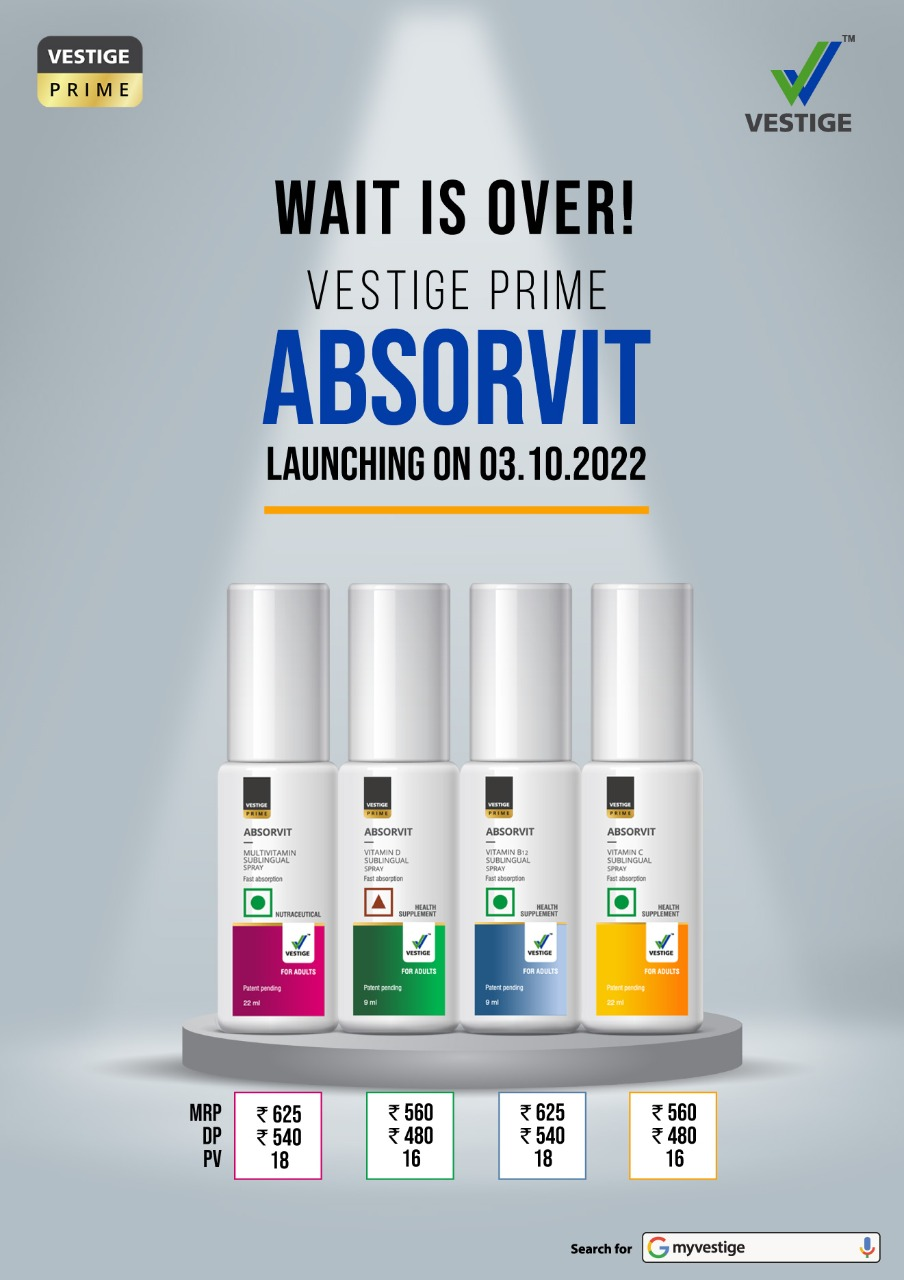 VESTIGE
PRIME
TM
VESTIGE
WAIT IS OVER!
VESTIGE PRIME
ABSORVIT
LAUNCHING ON 03.10.2022
VESTIGE
PRIME
ABSORVIT
MULTIVITAMIN
SUBLINGUAL
SPRAY
Fast absorption
NUTRACEUTICAL
VESTIGE
FOR ADULTS
Patent pending
22 ml
VESTIGE
PRIME
ABSORVIT
VITAMIN D
SUBLINGUAL
SPRAY
Fast absorption
HEALTH
SUPPLEMENT
VESTIGE
FOR ADULTS
Patent pending
9 ml
VESTIGE
PRIME
ABSORVIT
VITAMIN B12
SUBLINGUAL
SPRAY
Fast absorption
HEALTH
SUPPLEMENT
VESTIGE
FOR ADULTS
Patent pending
9 ml
VESTIGE
PRIME
ABSORVIT
VITAMIN C
SUBLINGUAL
SPRAY
Fast absorption
HEALTH
SUPPLEMENT
VESTIGE
FOR ADULTS
Patent pending
22 ml
MRP ₹ 625 ₹ 560 ₹ 625 ₹ 560
DP ₹ 540 ₹ 480 ₹ 540 ₹ 480
PV 18 16 18 16
Search for G myvestige